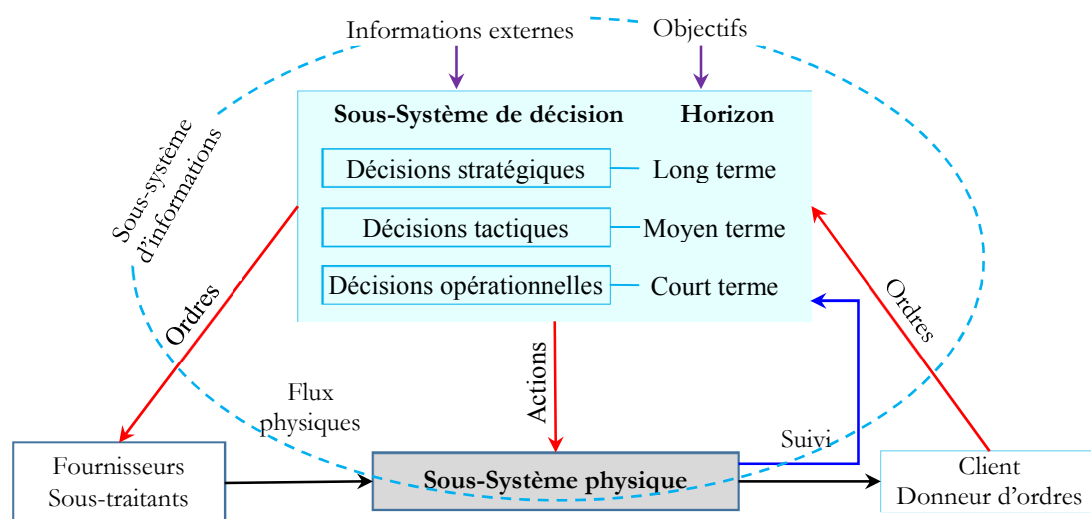 Informations externes
Objectifs
Sous-Système de décision
Horizon
Sous-système
d'informations
Décisions stratégiques
Long terme
Décisions tactiques
Moyen terme
Décisions opérationnelles
Court terme
Ordres
Ordres
Actions
Flux
physiques
Suivi
Fournisseurs
Sous-traitants
Sous-Système physique
Client
Donneur d'ordres